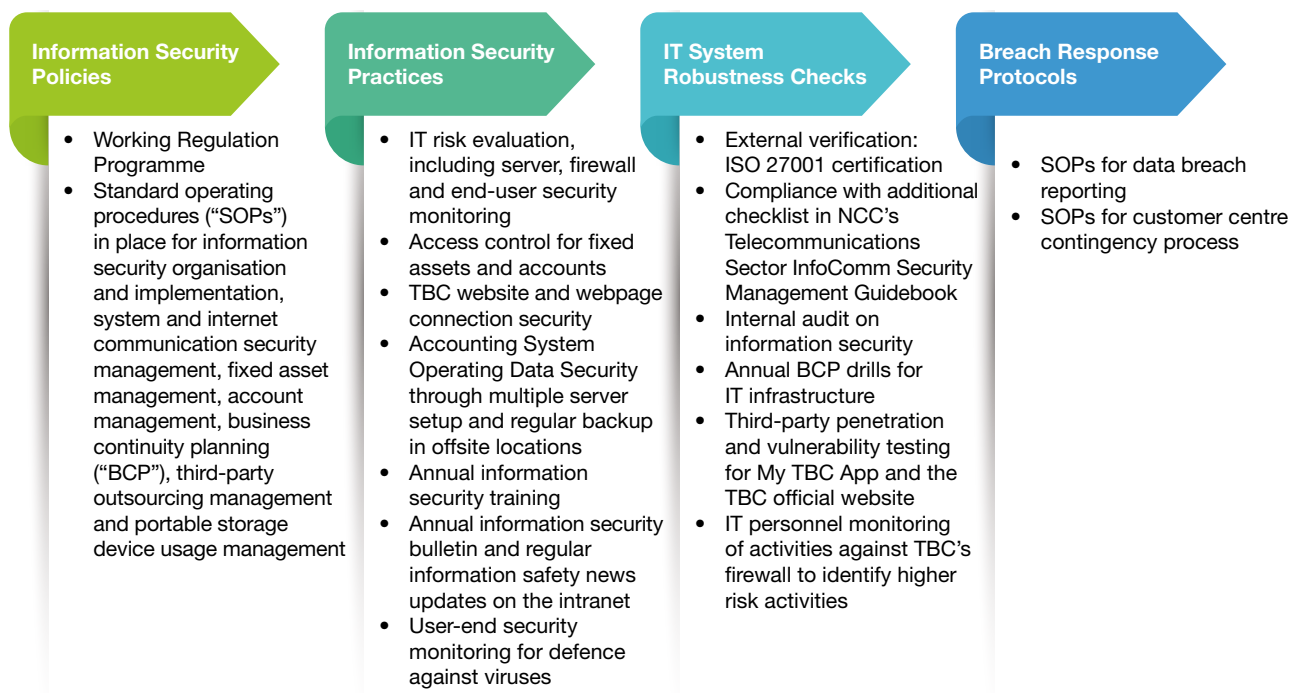 Information Security
Policies
• Working Regulation
Programme
• Standard operating
procedures (“SOPs”)
in place for information
security organisation
and implementation,
system and internet
communication security
management, fixed asset
management, account
management, business
continuity planning
(“BCP”), third-party
outsourcing management
and portable storage
device usage management
Information Security
Practices
• IT risk evaluation,
including server, firewall
and end-user security
monitoring
• Access control for fixed
assets and accounts
• TBC website and webpage
connection security
• Accounting System
Operating Data Security
through multiple server
setup and regular backup
in offsite locations
• Annual information
security training
• Annual information security
bulletin and regular
information safety news
updates on the intranet
• User-end security
monitoring for defence
against viruses
IT System
Robustness Checks
• External verification:
ISO 27001 certification
• Compliance with additional
checklist in NCC’s
Telecommunications
Sector InfoComm Security
Management Guidebook
• Internal audit on
information security
• Annual BCP drills for
IT infrastructure
• Third-party penetration
and vulnerability testing
for My TBC App and the
TBC official website
• IT personnel monitoring
of activities against TBC’s
firewall to identify higher
risk activities
Breach Response
Protocols
• SOPs for data breach
reporting
• SOPs for customer centre
contingency process